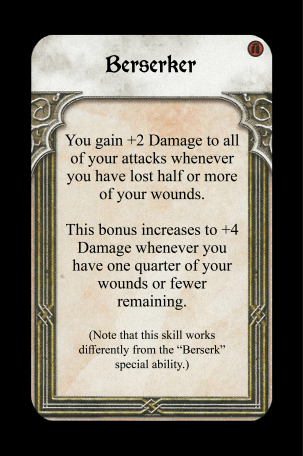 Berserker
You gain +2 Damage to all
of your attacks whenever
you have lost half or more
of your wounds.
This bonus increases to +4
Damage whenever you
have one quarter of your
wounds or fewer
remaining.
(Note that this skill works
differently from the “Berserk”
special ability.)